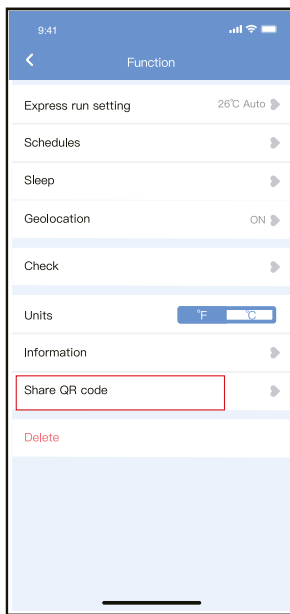 9:41
Function
Express run setting 26℃ Auto
Schedules
Sleep
Geolocation ON
Check
Units ℉ ℃
Information
Share QR code
Delete